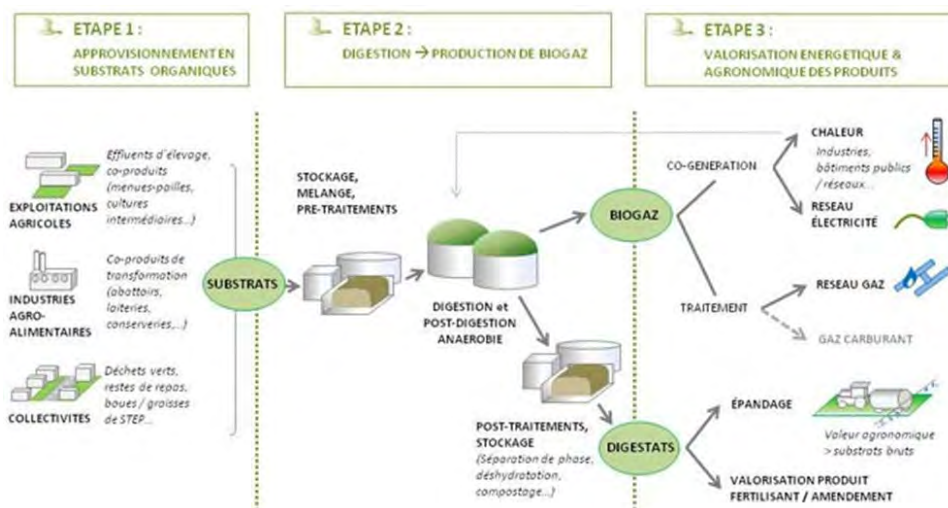 ETAPE 1 :
APPROVISIONNEMENT EN
SUBSTRATS ORGANIQUES
ETAPE 2 :
DIGESTION → PRODUCTION DE BIOGAZ
ETAPE 3 :
VALORISATION ENERGETIQUE &
AGRONOMIQUE DES PRODUITS
EXPLOITATIONS
AGRICOLES
Effluents d'élevage,
co-produits
(menues-pailles,
cultures
intermédiaires...)
INDUSTRIES
AGRO-
ALIMENTAIRES
Co-produits de
transformation
(abattoirs,
laiteries,
conserveries,...)
COLLECTIVITES
Déchets verts,
restes de repas,
boues / graisses
de STEP...
SUBSTRATS
STOCKAGE,
MELANGE,
PRE-TRAITEMENTS
DIGESTION et
POST-DIGESTION
ANAEROBIE
POST-TRAITEMENTS,
STOCKAGE
(Séparation de phase,
déshydratation,
compostage...)
BIOGAZ
DIGESTATS
CO-GENERATION
CHALEUR
Industries,
bâtiments publics
/ réseaux...
RESEAU
ÉLECTRICITÉ
TRAITEMENT
RESEAU GAZ
GAZ CARBURANT
ÉPANDAGE
Valeur agronomique
> substrats bruts
VALORISATION PRODUIT
FERTILISANT / AMENDEMENT